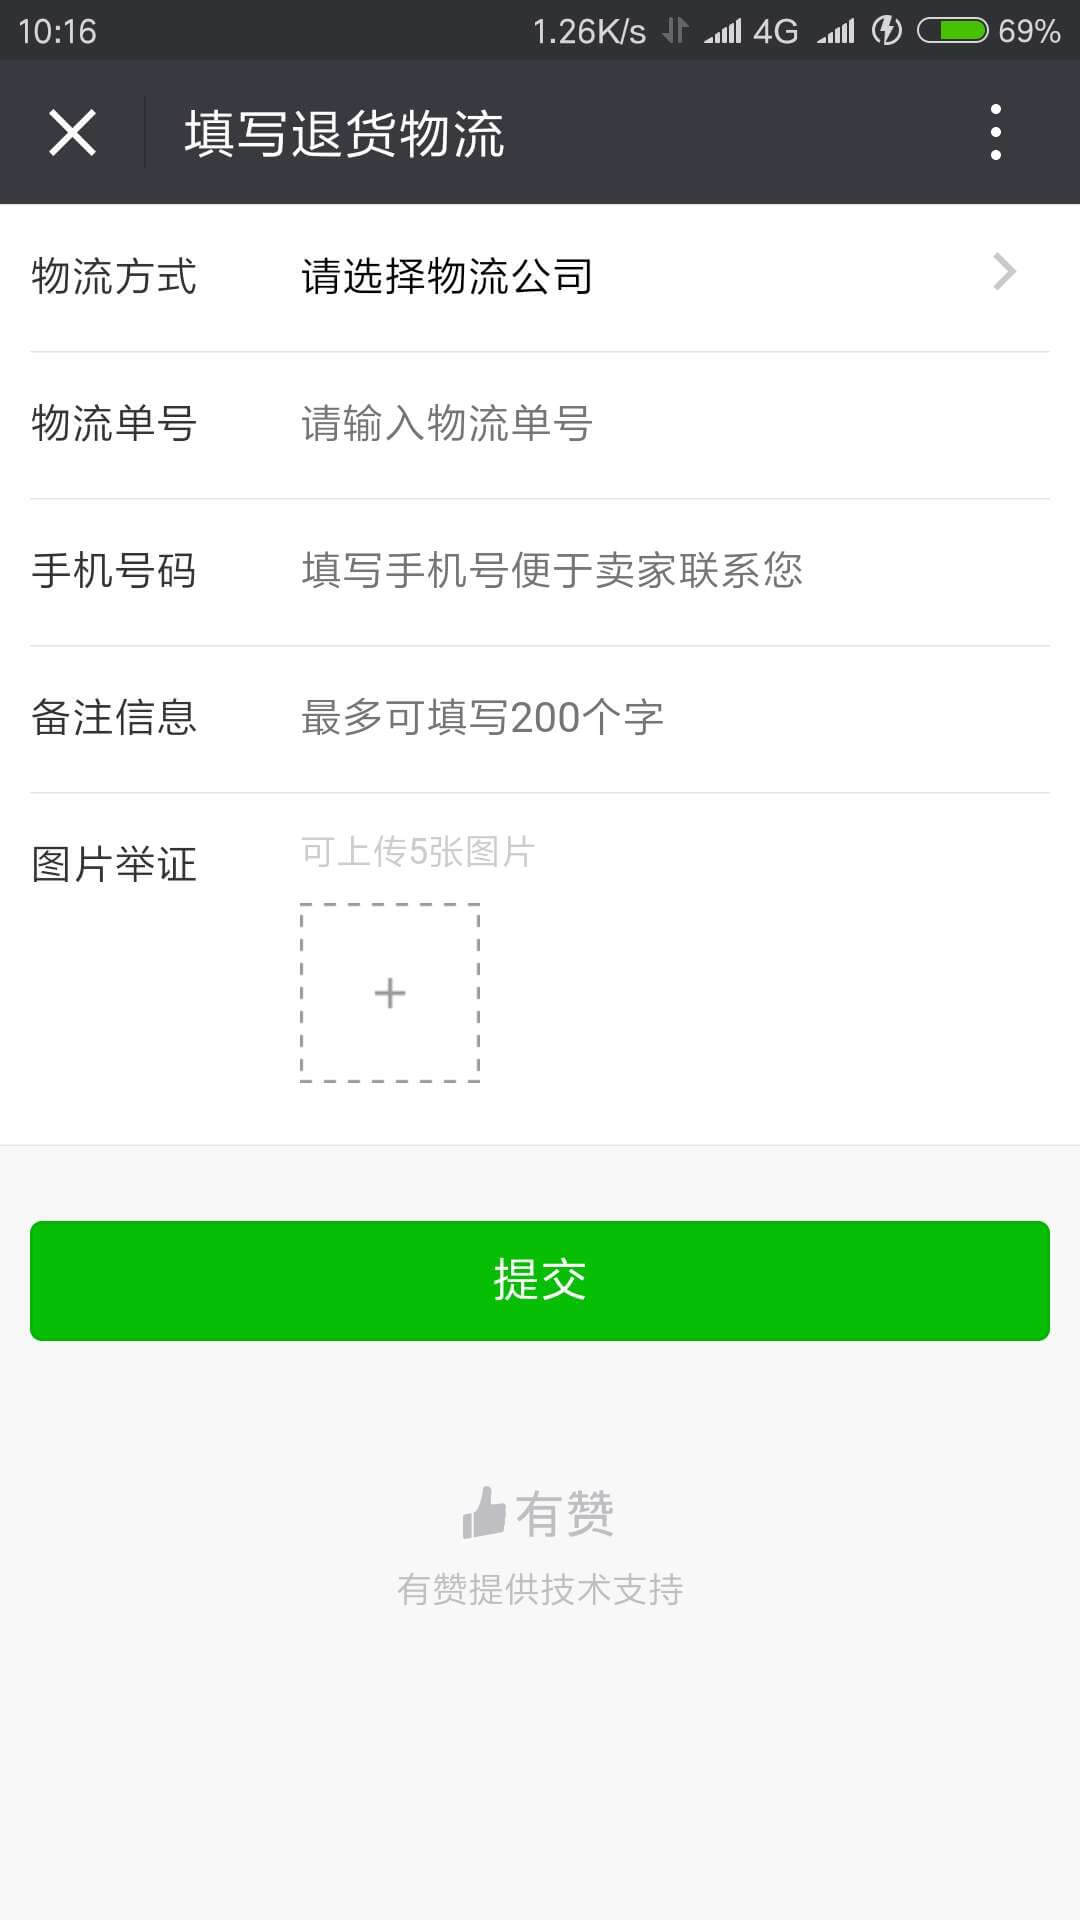 10:16 1.26K/s 4G 69%
填写退货物流
物流方式 请选择物流公司
物流单号 请输入物流单号
手机号码 填写手机号便于卖家联系您
备注信息 最多可填写200个字
图片举证 可上传5张图片
+
提交
有赞
有赞提供技术支持